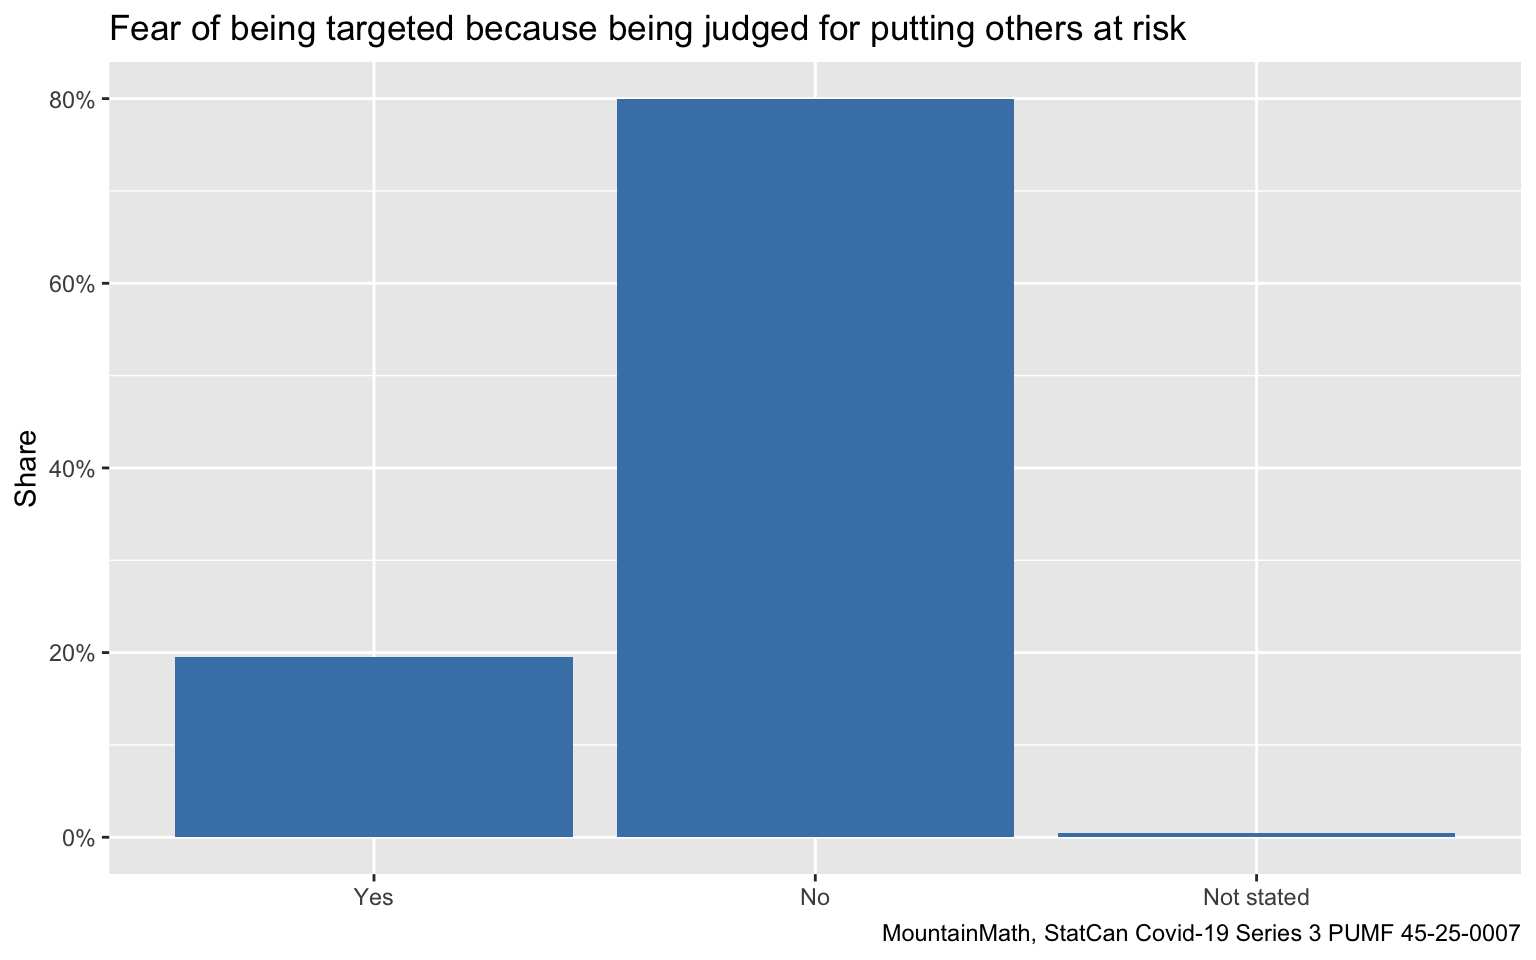 Fear of being targeted because being judged for putting others at risk
80%
60%
40%
20%
0%
Share
Yes
No
Not stated
MountainMath, StatCan Covid-19 Series 3 PUMF 45-25-0007